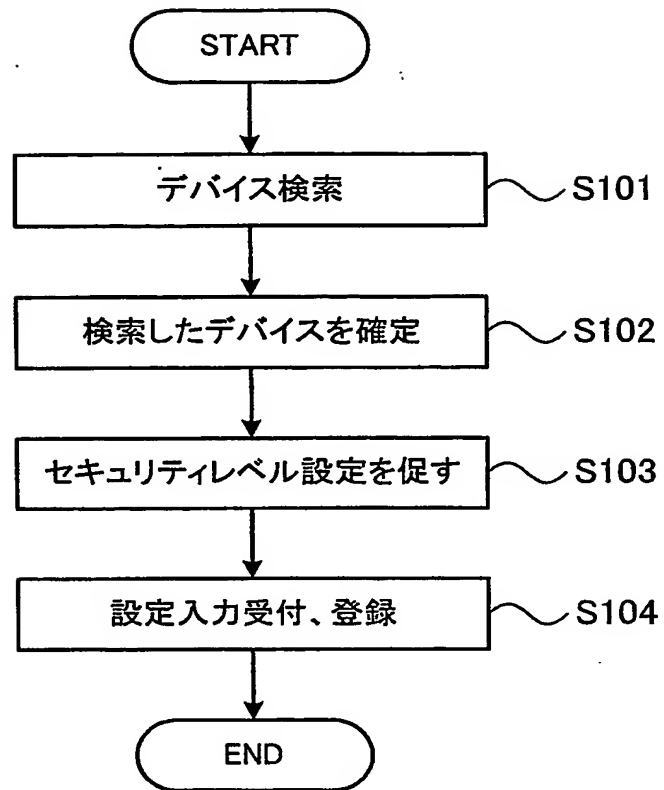 START
デバイス検索
S101
検索したデバイスを確定
S102
セキュリティレベル設定を促す
S103
設定入力受付、登録
S104
END